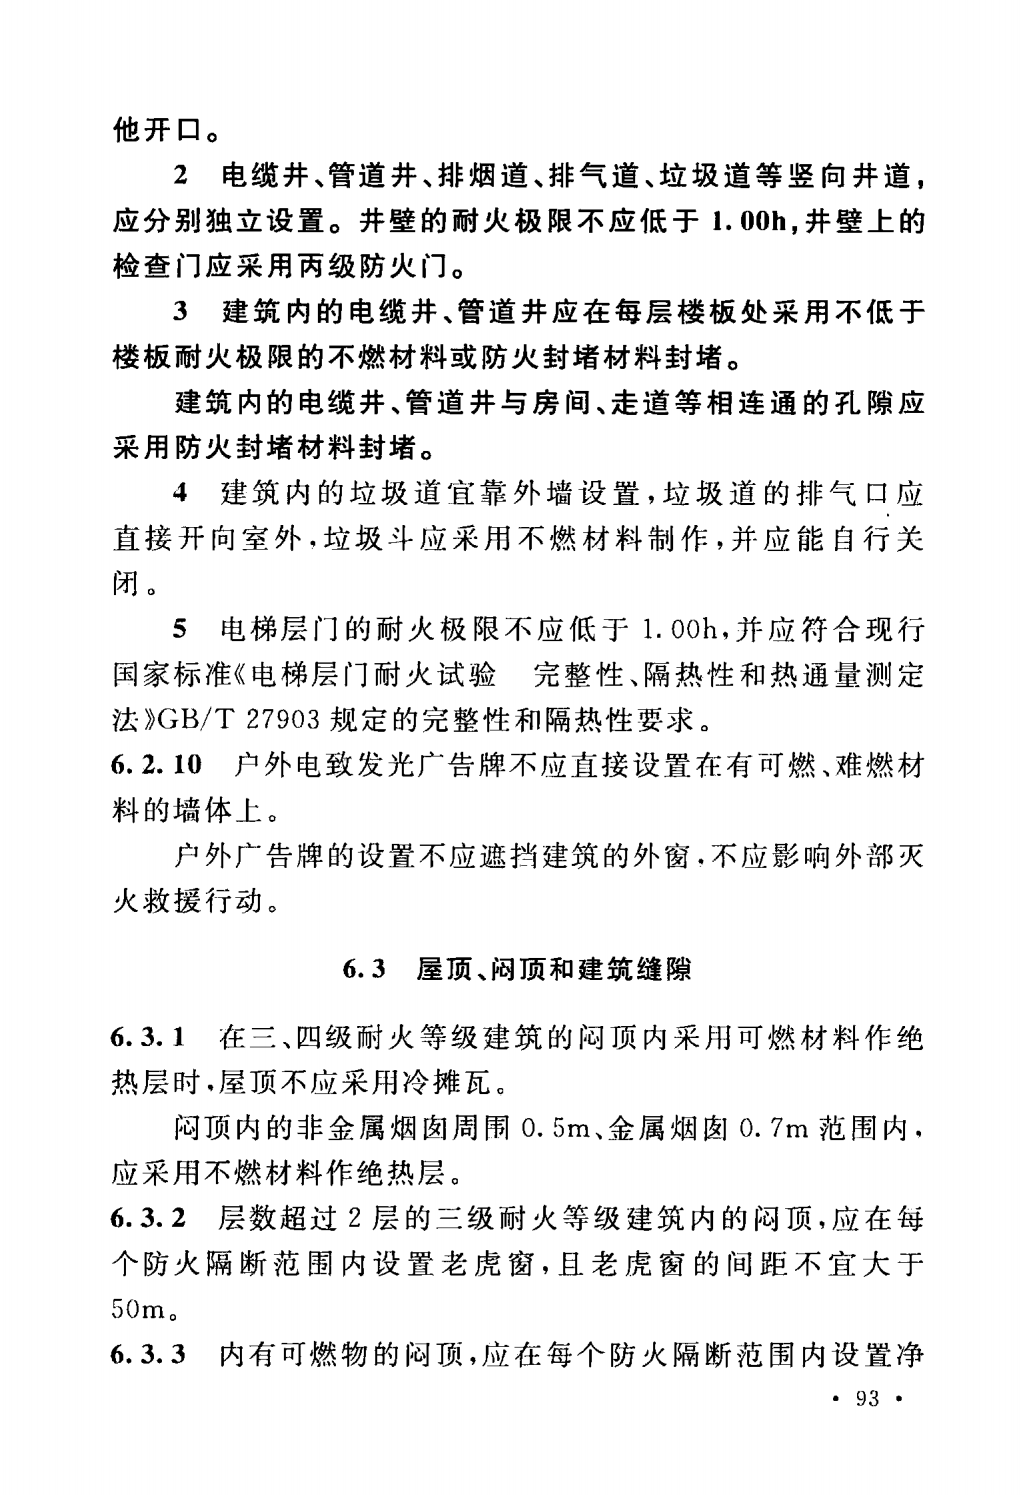 他开口。
2 电缆井、管道井、排烟道、排气道、垃圾道等竖向井道,
应分别独立设置。井壁的耐火极限不应低于 1.00h,井壁上的
检查门应采用丙级防火门。
3 建筑内的电缆井、管道井应在每层楼板处采用不低于
楼板耐火极限的不燃材料或防火封堵材料封堵。
建筑内的电缆井、管道井与房间、走道等相连通的孔隙应
采用防火封堵材料封堵。
4 建筑内的垃圾道宜靠外墙设置,垃圾道的排气口应
直接开向室外,垃圾斗应采用不燃材料制作,并应能自行关
闭。
5 电梯层门的耐火极限不应低于 1.00h,并应符合现行
国家标准《电梯层门耐火试验 完整性、隔热性和热通量测定
法》GB/T 27903 规定的完整性和隔热性要求。
6.2.10 户外电致发光广告牌不应直接设置在有可燃、难燃材
料的墙体上。
户外广告牌的设置不应遮挡建筑的外窗,不应影响外部灭
火救援行动。
6.3 屋顶、闷顶和建筑缝隙
6.3.1 在三、四级耐火等级建筑的闷顶内采用可燃材料作绝
热层时,屋顶不应采用冷摊瓦。
闷顶内的非金属烟囱周围 0.5m、金属烟囱 0.7m 范围内,
应采用不燃材料作绝热层。
6.3.2 层数超过 2 层的三级耐火等级建筑内的闷顶,应在每
个防火隔断范围内设置老虎窗,且老虎窗的间距不宜大于
50m。
6.3.3 内有可燃物的闷顶,应在每个防火隔断范围内设置净
• 93 •